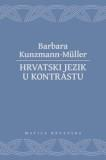 Barbara
Kunzmann-Müller
HRVATSKI JEZIK
U KONTRASTU
MATICA HRVATSKA